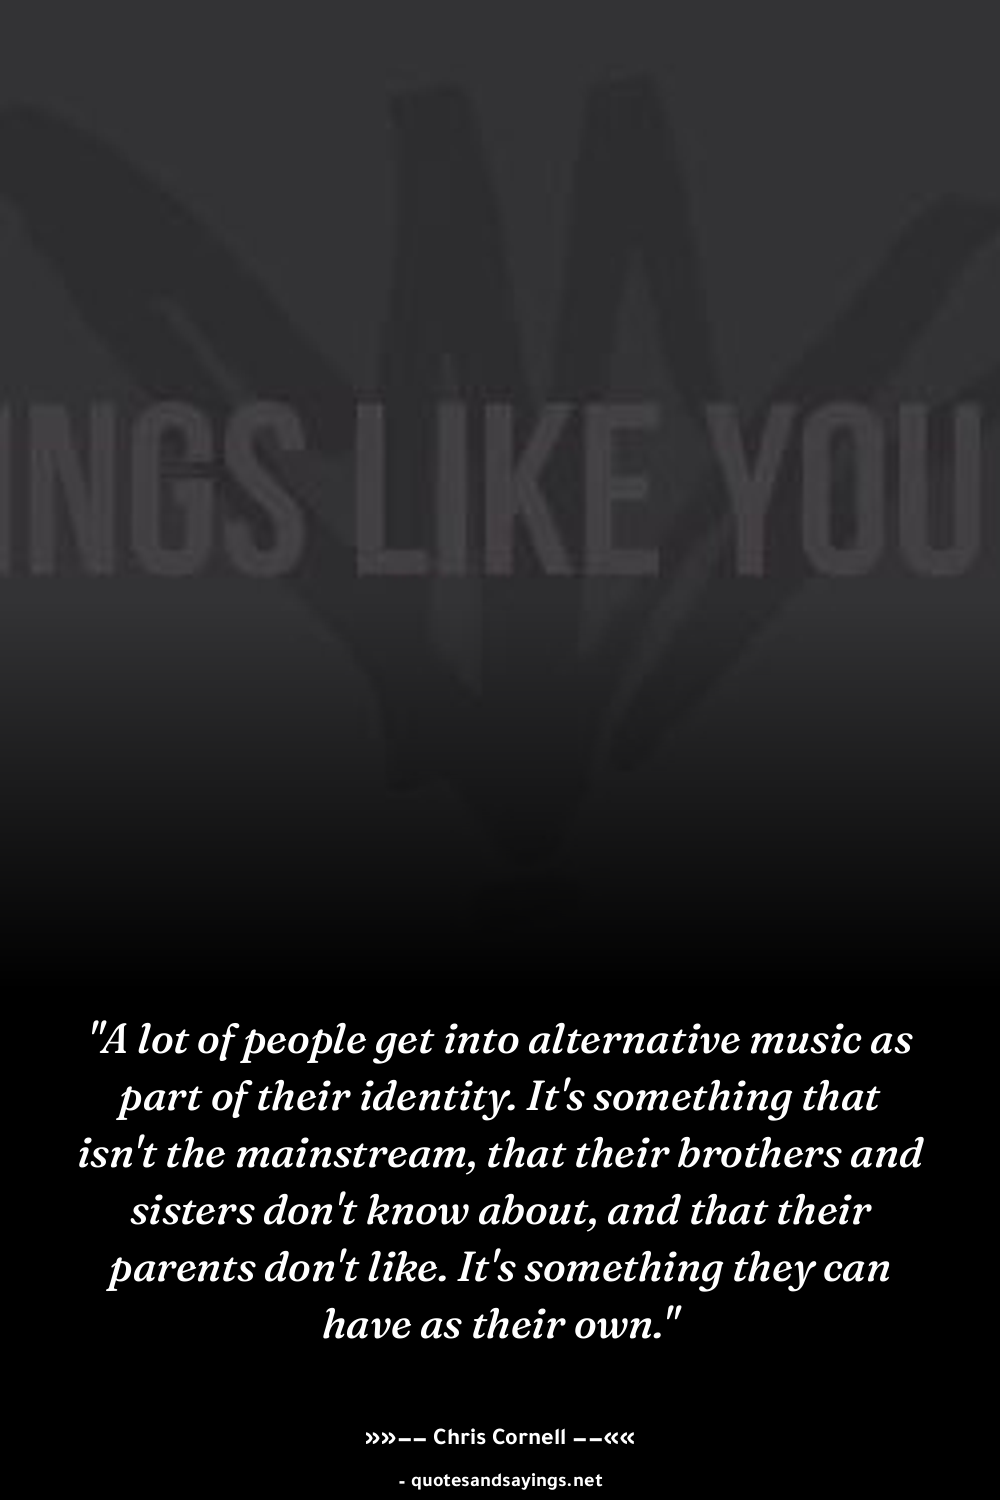 INGS LIKE YOU
"A lot of people get into alternative music as
part of their identity. It's something that
isn't the mainstream, that their brothers and
sisters don't know about, and that their
parents don't like. It's something they can
have as their own."
»»–– Chris Cornell ––««
- quotesandsayings.net